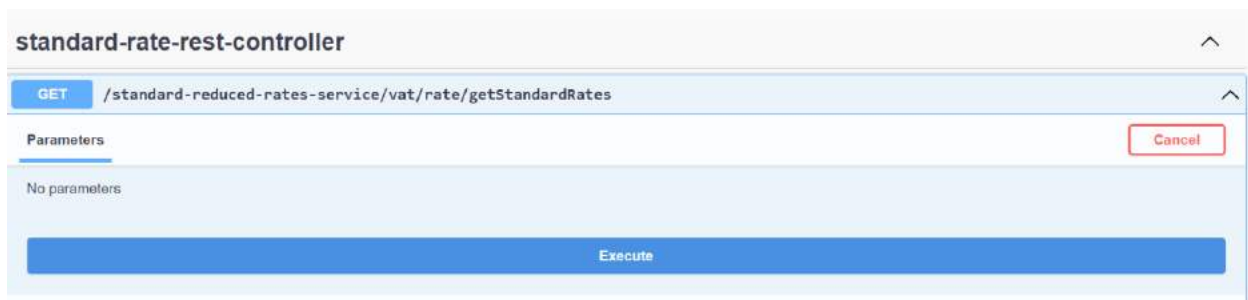 standard-rate-rest-controller
GET /standard-reduced-rates-service/vat/rate/getStandardRates
Parameters Cancel
No parameters
Execute